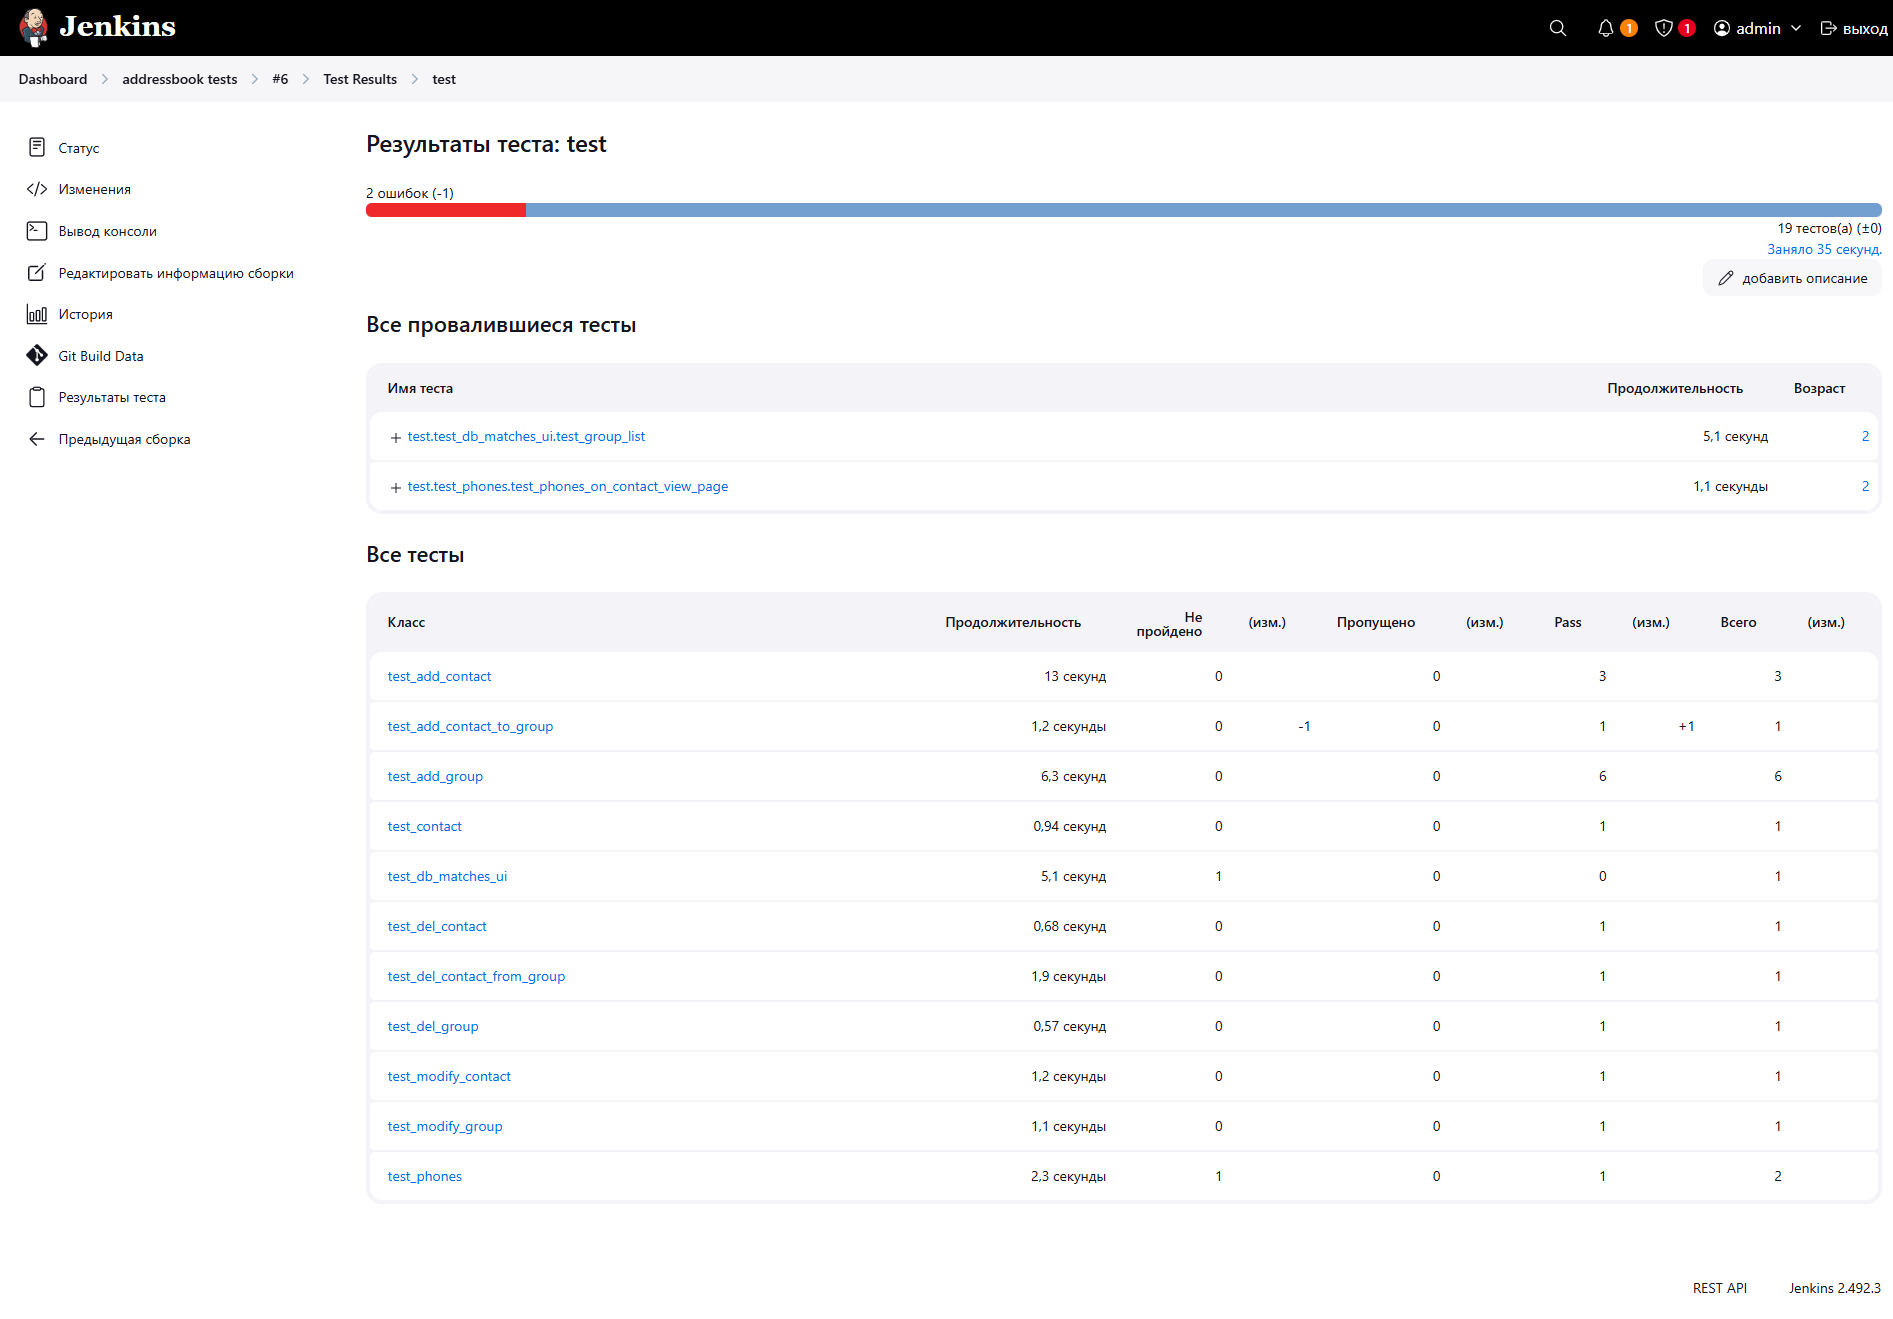 Jenkins
1
1
admin
выход
Dashboard
addressbook tests
#6
Test Results
test
Статус
Изменения
Вывод консоли
Редактировать информацию сборки
История
Git Build Data
Результаты теста
Предыдущая сборка
Результаты теста: test
2 ошибок (-1)
19 тестов(а) (±0)
Заняло 35 секунд.
добавить описание
Все провалившиеся тесты
Имя теста Продолжительность Возраст
test.test_db_matches_ui.test_group_list 5,1 секунд 2
test.test_phones.test_phones_on_contact_view_page 1,1 секунды 2
Все тесты
Класс Продолжительность Не пройдено (изм.) Пропущено (изм.) Pass (изм.) Всего (изм.)
test_add_contact 13 секунд 0 0 3 3
test_add_contact_to_group 1,2 секунды 0 -1 0 1 +1 1
test_add_group 6,3 секунд 0 0 6 6
test_contact 0,94 секунд 0 0 1 1
test_db_matches_ui 5,1 секунд 1 0 0 1
test_del_contact 0,68 секунд 0 0 1 1
test_del_contact_from_group 1,9 секунды 0 0 1 1
test_del_group 0,57 секунд 0 0 1 1
test_modify_contact 1,2 секунды 0 0 1 1
test_modify_group 1,1 секунды 0 0 1 1
test_phones 2,3 секунды 1 0 1 2
REST API
Jenkins 2.492.3